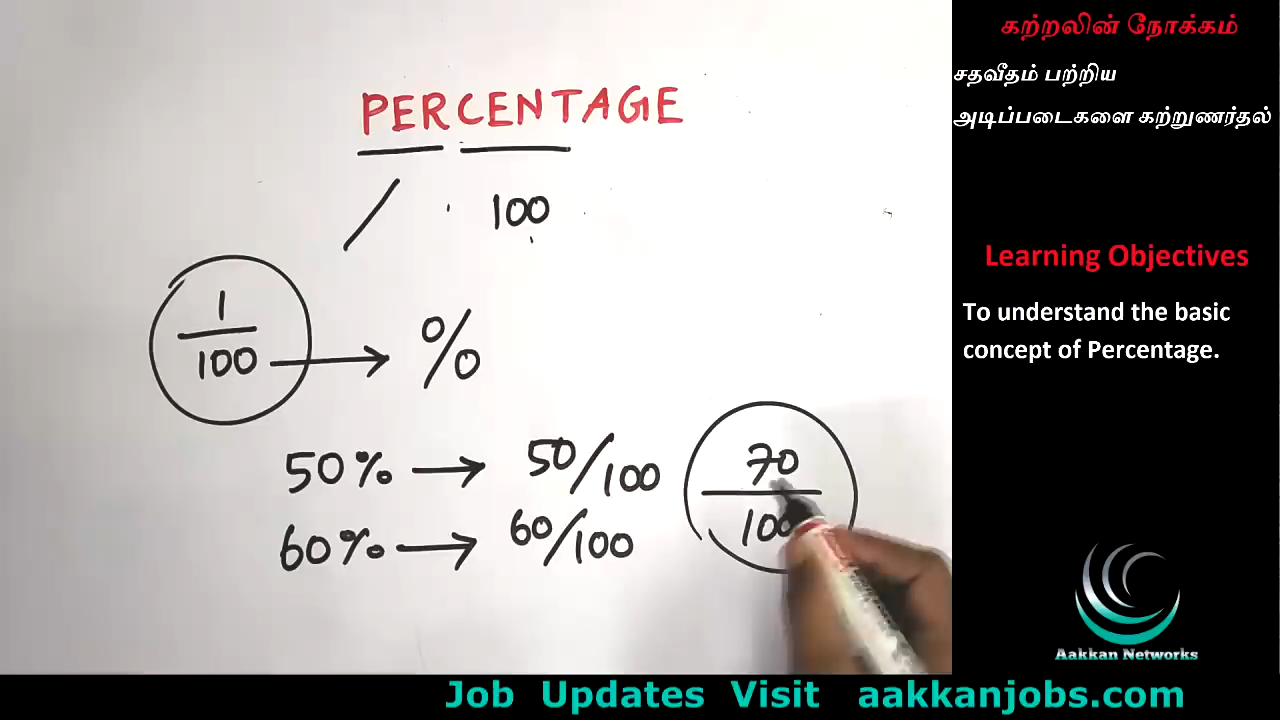 PERCENTAGE
/ 100
1/100 → %
50% → 50/100
60% → 60/100
70/100
கற்றலின் நோக்கம்
சதவீதம் பற்றிய
அடிப்படைகளை கற்றுணர்தல்
Learning Objectives
To understand the basic
concept of Percentage.
Aakkan Networks
Job Updates Visit aakkanjobs.com